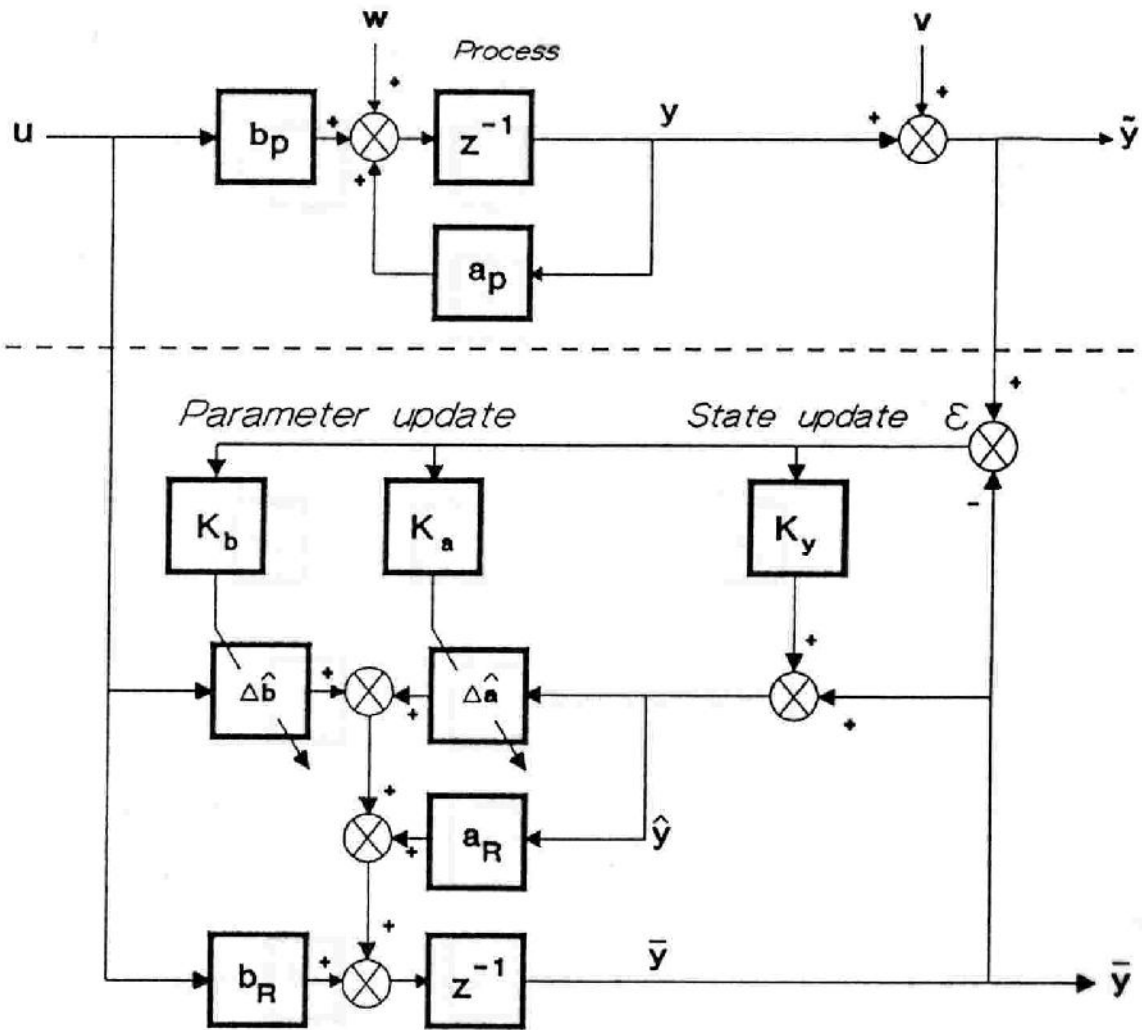 w
v
Process
+
+
u
b_p
+
z⁻¹
y
+
ỹ
+
a_p
+
Parameter update
State update
ε
-
K_b
K_a
K_y
+
Δb̂
+
Δâ
+
+
+
a_R
+
ŷ
+
b_R
+
z⁻¹
ȳ
ȳ